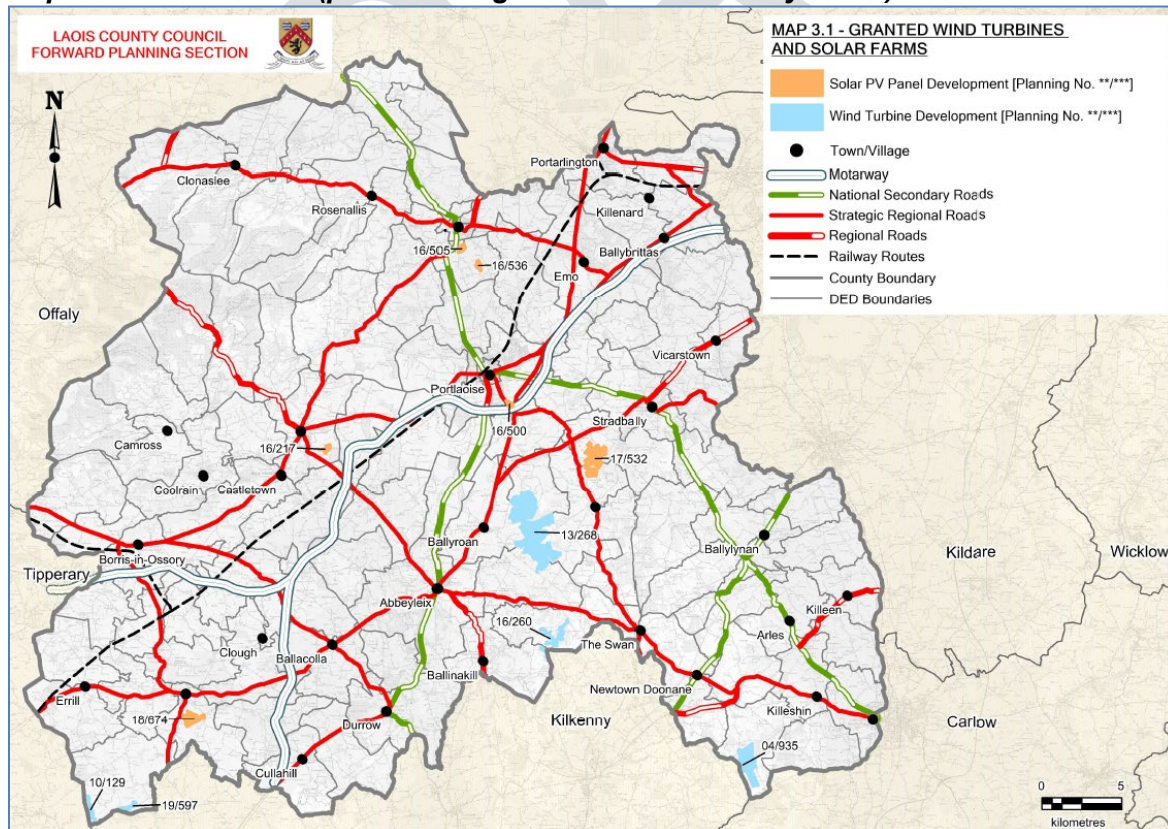 LAOIS COUNTY COUNCIL
FORWARD PLANNING SECTION
MAP 3.1 - GRANTED WIND TURBINES
AND SOLAR FARMS
Solar PV Panel Development [Planning No. **/***]
Wind Turbine Development [Planning No. **/***]
Town/Village
Motarway
National Secondary Roads
Strategic Regional Roads
Regional Roads
Railway Routes
County Boundary
DED Boundaries
N
Portarlington
Clonaslee
Rosenallis
Killenard
16/505
16/536
Ballybrittas
Emo
Offaly
Vicarstown
Portlaoise
16/500
Stradbally
Camross
16/217
17/532
Coolrain
Castletown
13/268
Ballyroan
Ballylynan
Borris-in-Ossory
Kildare
Wicklow
Tipperary
Abbeyleix
Killeen
16/260
Arles
Clough
Ballacolla
The Swan
Ballinakill
Newtown Doonane
Errill
Killeshin
18/674
Durrow
Kilkenny
Carlow
Cullahill
04/935
10/129
19/597
0 5
kilometres